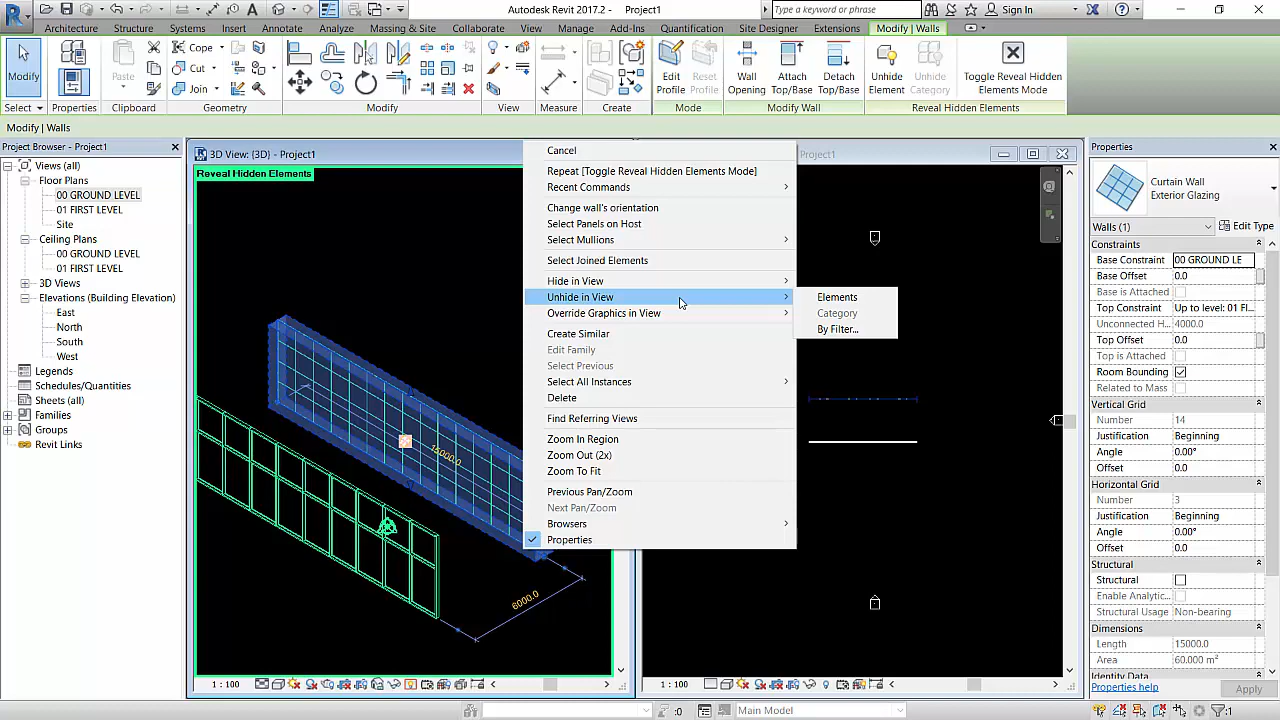 Autodesk Revit 2017.2 - Project1
Type a keyword or phrase
Sign In
Architecture Structure Systems Insert Annotate Analyze Massing & Site Collaborate View Manage Add-Ins Quantification Site Designer Extensions Modify | Walls
Modify
Paste
Cope
Cut
Join
Edit Profile
Reset Profile
Wall Opening
Attach Top/Base
Detach Top/Base
Unhide Element
Unhide Category
Toggle Reveal Hidden Elements Mode
Select Properties Clipboard Geometry Modify View Measure Create Mode Modify Wall Reveal Hidden Elements
Modify | Walls
Project Browser - Project1
Views (all)
Floor Plans
00 GROUND LEVEL
01 FIRST LEVEL
Site
Ceiling Plans
00 GROUND LEVEL
01 FIRST LEVEL
3D Views
Elevations (Building Elevation)
East
North
South
West
Legends
Schedules/Quantities
Sheets (all)
Families
Groups
Revit Links
3D View: {3D} - Project1
Reveal Hidden Elements
15000.0
6000.0
1 : 100
Cancel
Repeat [Toggle Reveal Hidden Elements Mode]
Recent Commands
Change wall's orientation
Select Panels on Host
Select Mullions
Select Joined Elements
Hide in View
Unhide in View
Override Graphics in View
Create Similar
Edit Family
Select Previous
Select All Instances
Delete
Find Referring Views
Zoom In Region
Zoom Out (2x)
Zoom To Fit
Previous Pan/Zoom
Next Pan/Zoom
Browsers
Properties
Elements
Category
By Filter...
Project1
1 : 100
Properties
Curtain Wall
Exterior Glazing
Walls (1)
Edit Type
Constraints
Base Constraint 00 GROUND LE
Base Offset 0.0
Base is Attached
Top Constraint Up to level: 01 Fl...
Unconnected H... 4000.0
Top Offset 0.0
Top is Attached
Room Bounding
Related to Mass
Vertical Grid
Number 14
Justification Beginning
Angle 0.00°
Offset 0.0
Horizontal Grid
Number 3
Justification Beginning
Angle 0.00°
Offset 0.0
Structural
Structural
Enable Analytic...
Structural Usage Non-bearing
Dimensions
Length 15000.0
Area 60.000 m²
Identity Data
Properties help
Apply
:0
Main Model
:1